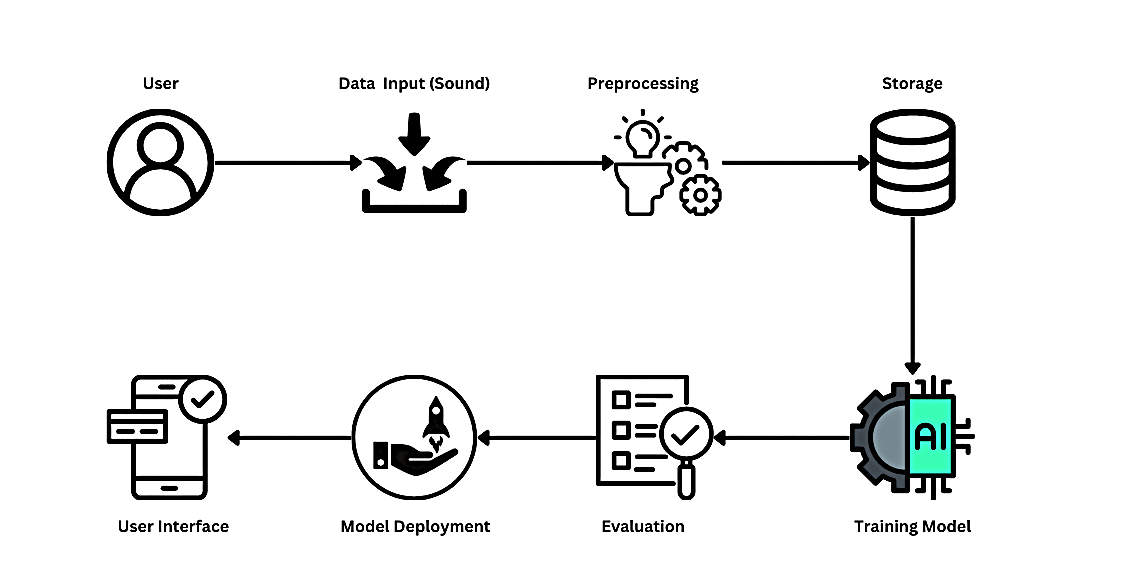 User
Data Input (Sound)
Preprocessing
Storage
AI
User Interface
Model Deployment
Evaluation
Training Model